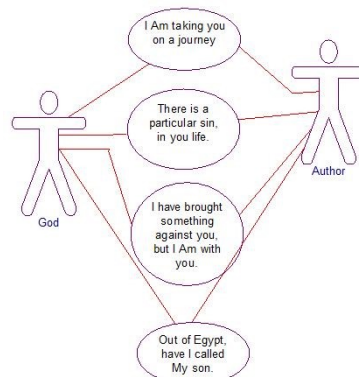 I Am taking you
on a journey
There is a
particular sin,
in you life.
Author
I have brought
something
against you,
but I Am with
you.
God
Out of Egypt,
have I called
My son.